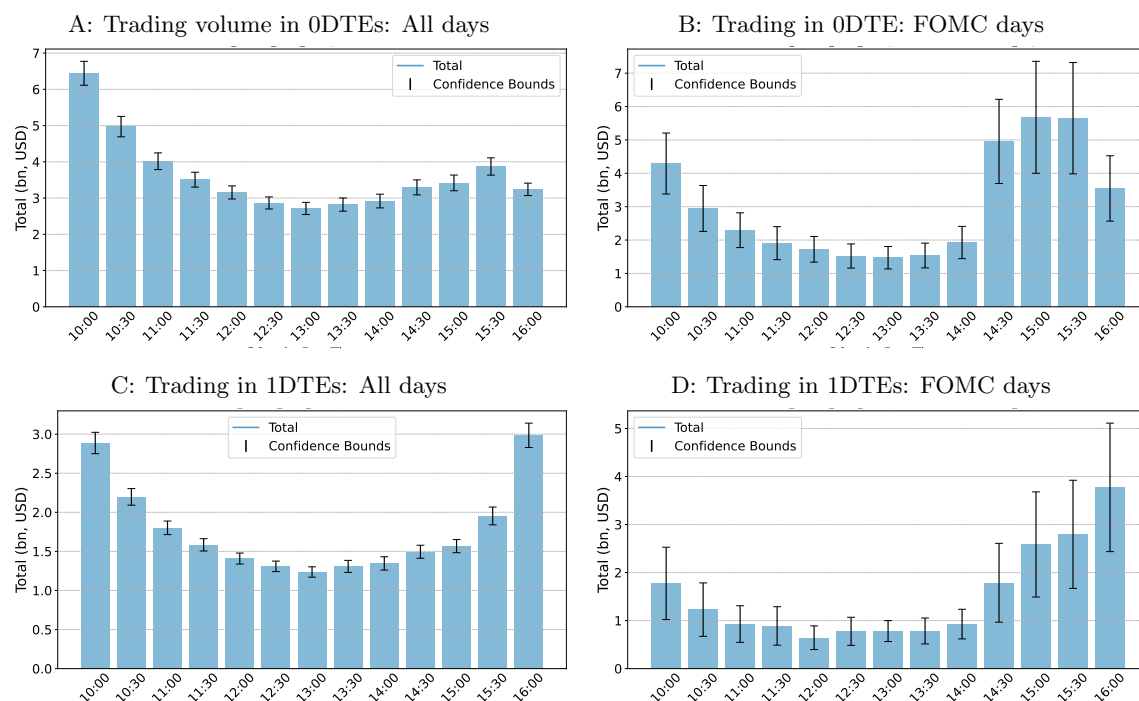 A: Trading volume in 0DTEs: All days
Total (bn, USD)
7
6
5
4
3
2
1
0
Total
Confidence Bounds
10:00 10:30 11:00 11:30 12:00 12:30 13:00 13:30 14:00 14:30 15:00 15:30 16:00
B: Trading in 0DTE: FOMC days
Total (bn, USD)
7
6
5
4
3
2
1
0
Total
Confidence Bounds
10:00 10:30 11:00 11:30 12:00 12:30 13:00 13:30 14:00 14:30 15:00 15:30 16:00
C: Trading in 1DTEs: All days
Total (bn, USD)
3.0
2.5
2.0
1.5
1.0
0.5
0.0
Total
Confidence Bounds
10:00 10:30 11:00 11:30 12:00 12:30 13:00 13:30 14:00 14:30 15:00 15:30 16:00
D: Trading in 1DTEs: FOMC days
Total (bn, USD)
5
4
3
2
1
0
Total
Confidence Bounds
10:00 10:30 11:00 11:30 12:00 12:30 13:00 13:30 14:00 14:30 15:00 15:30 16:00